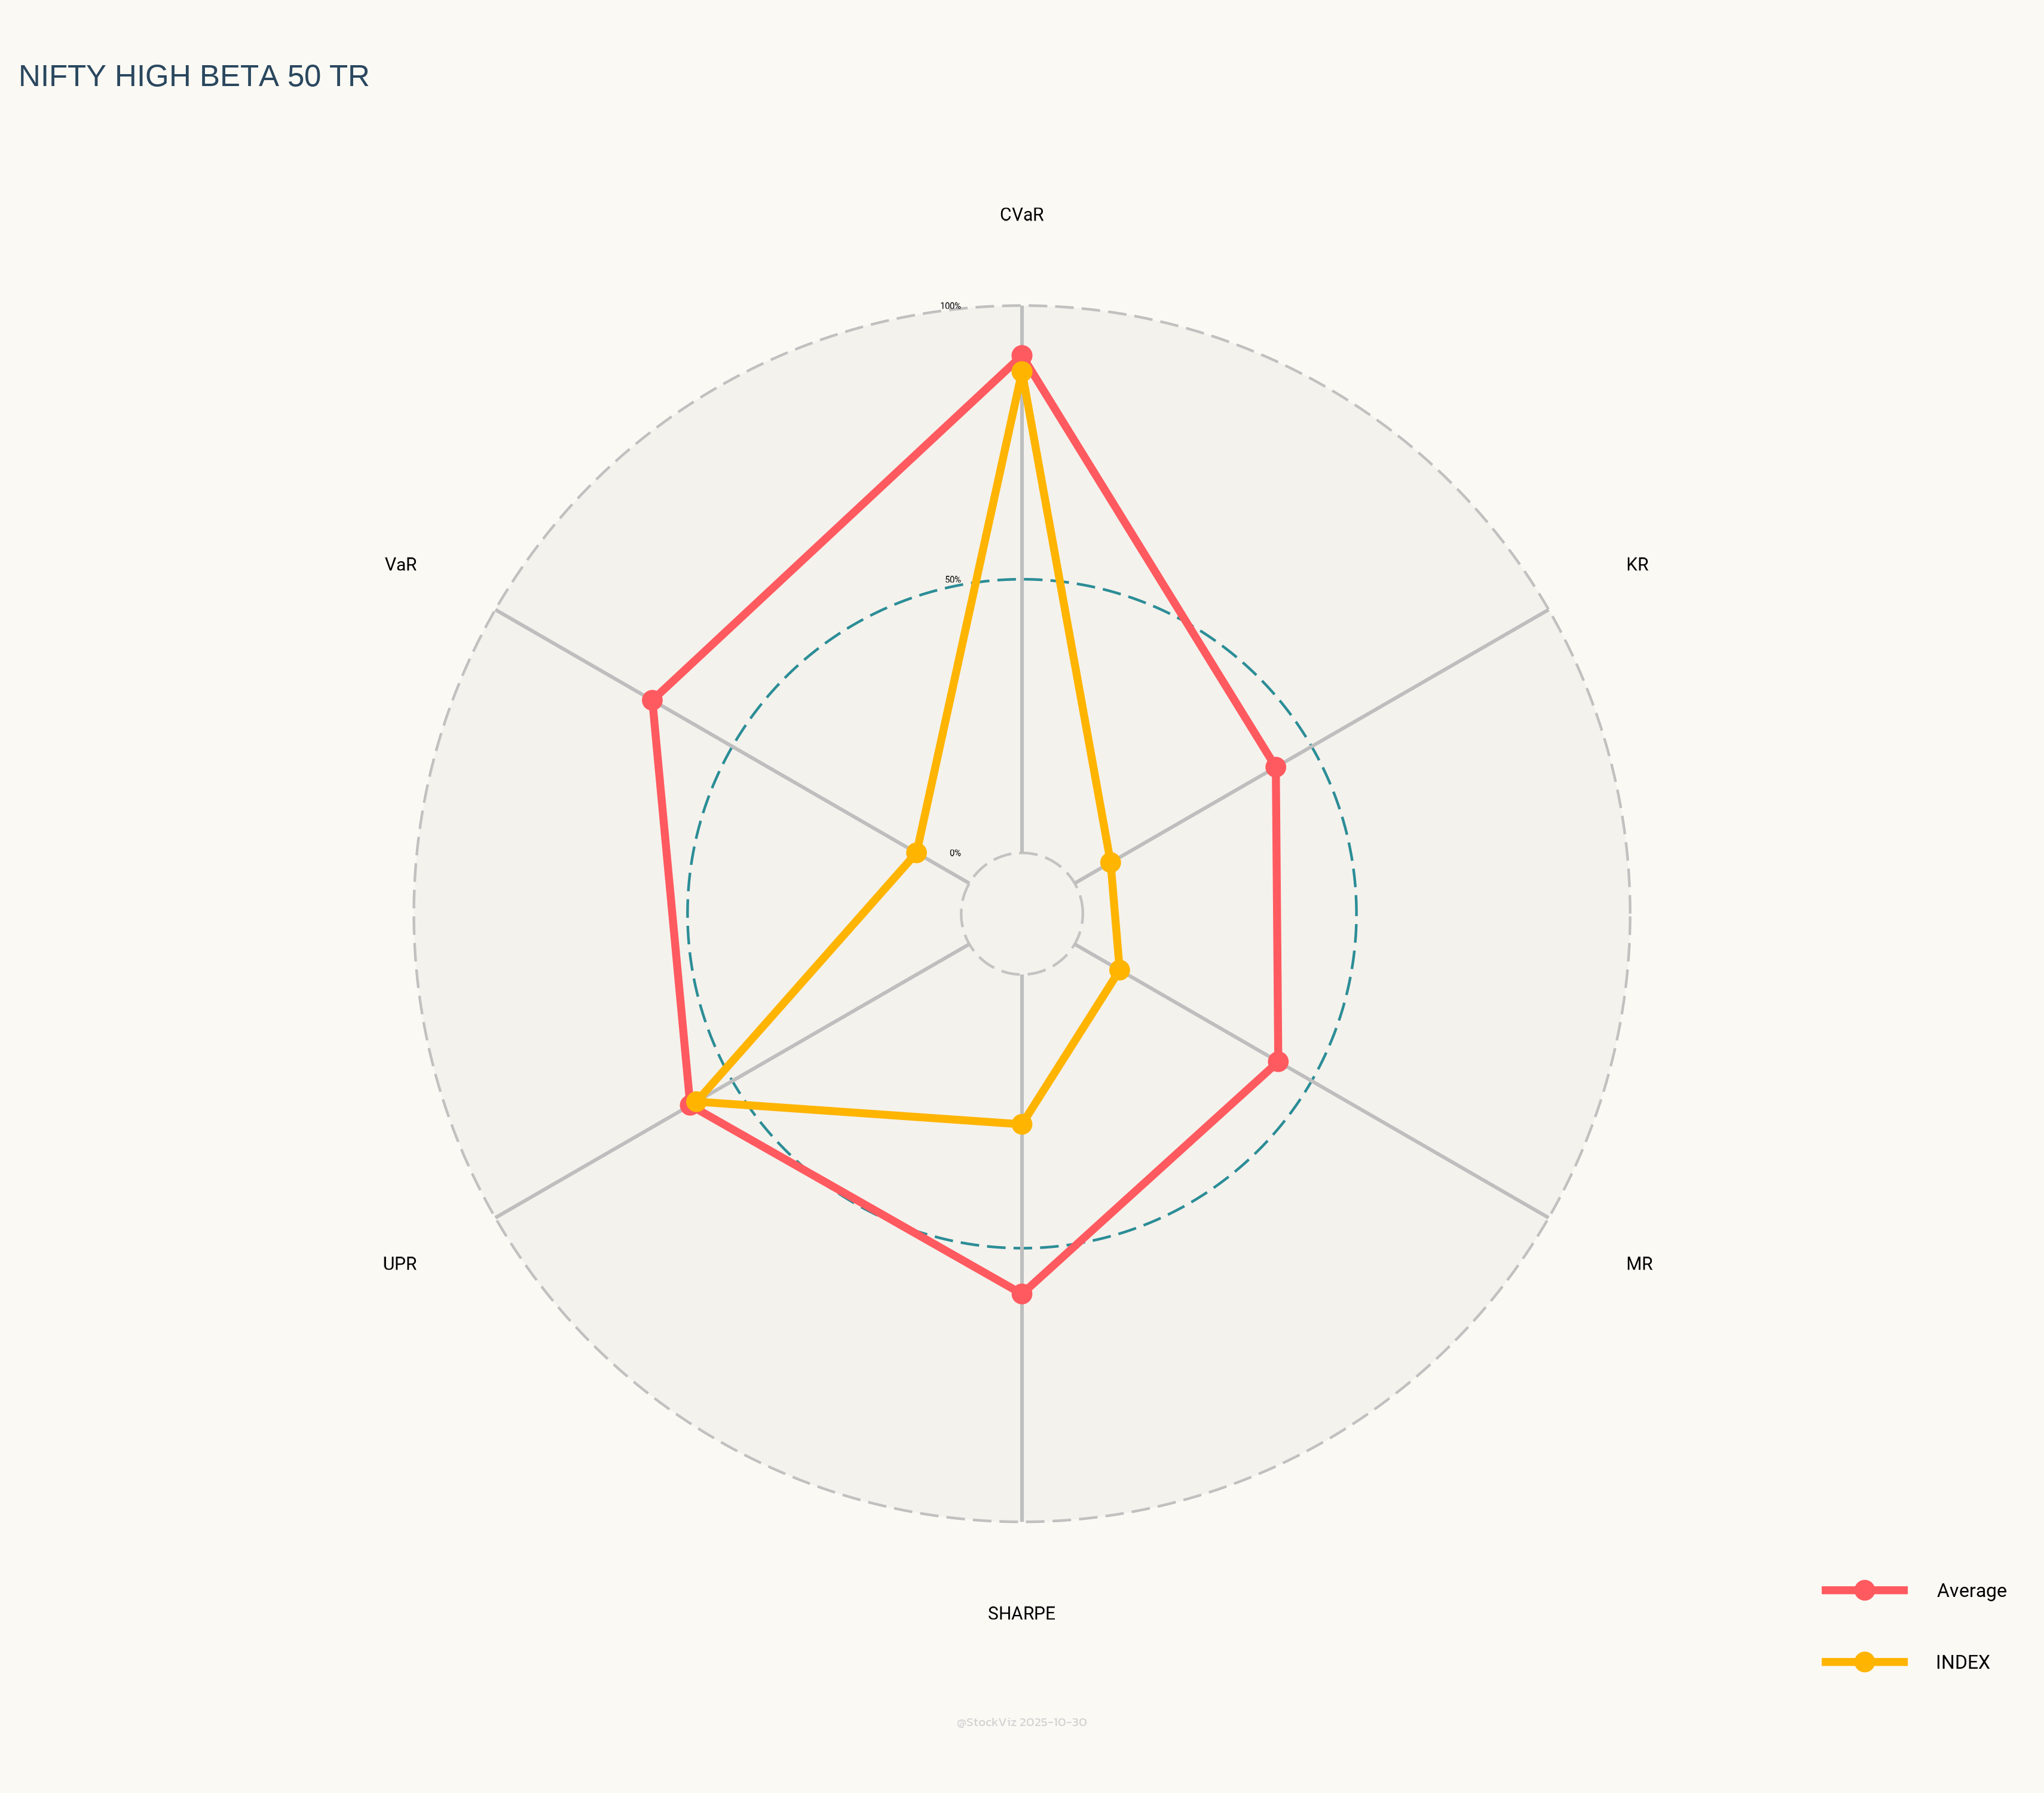 NIFTY HIGH BETA 50 TR
CVaR
100%
VaR
KR
50%
0%
UPR
MR
SHARPE
Average
INDEX
@StockViz 2025-10-30